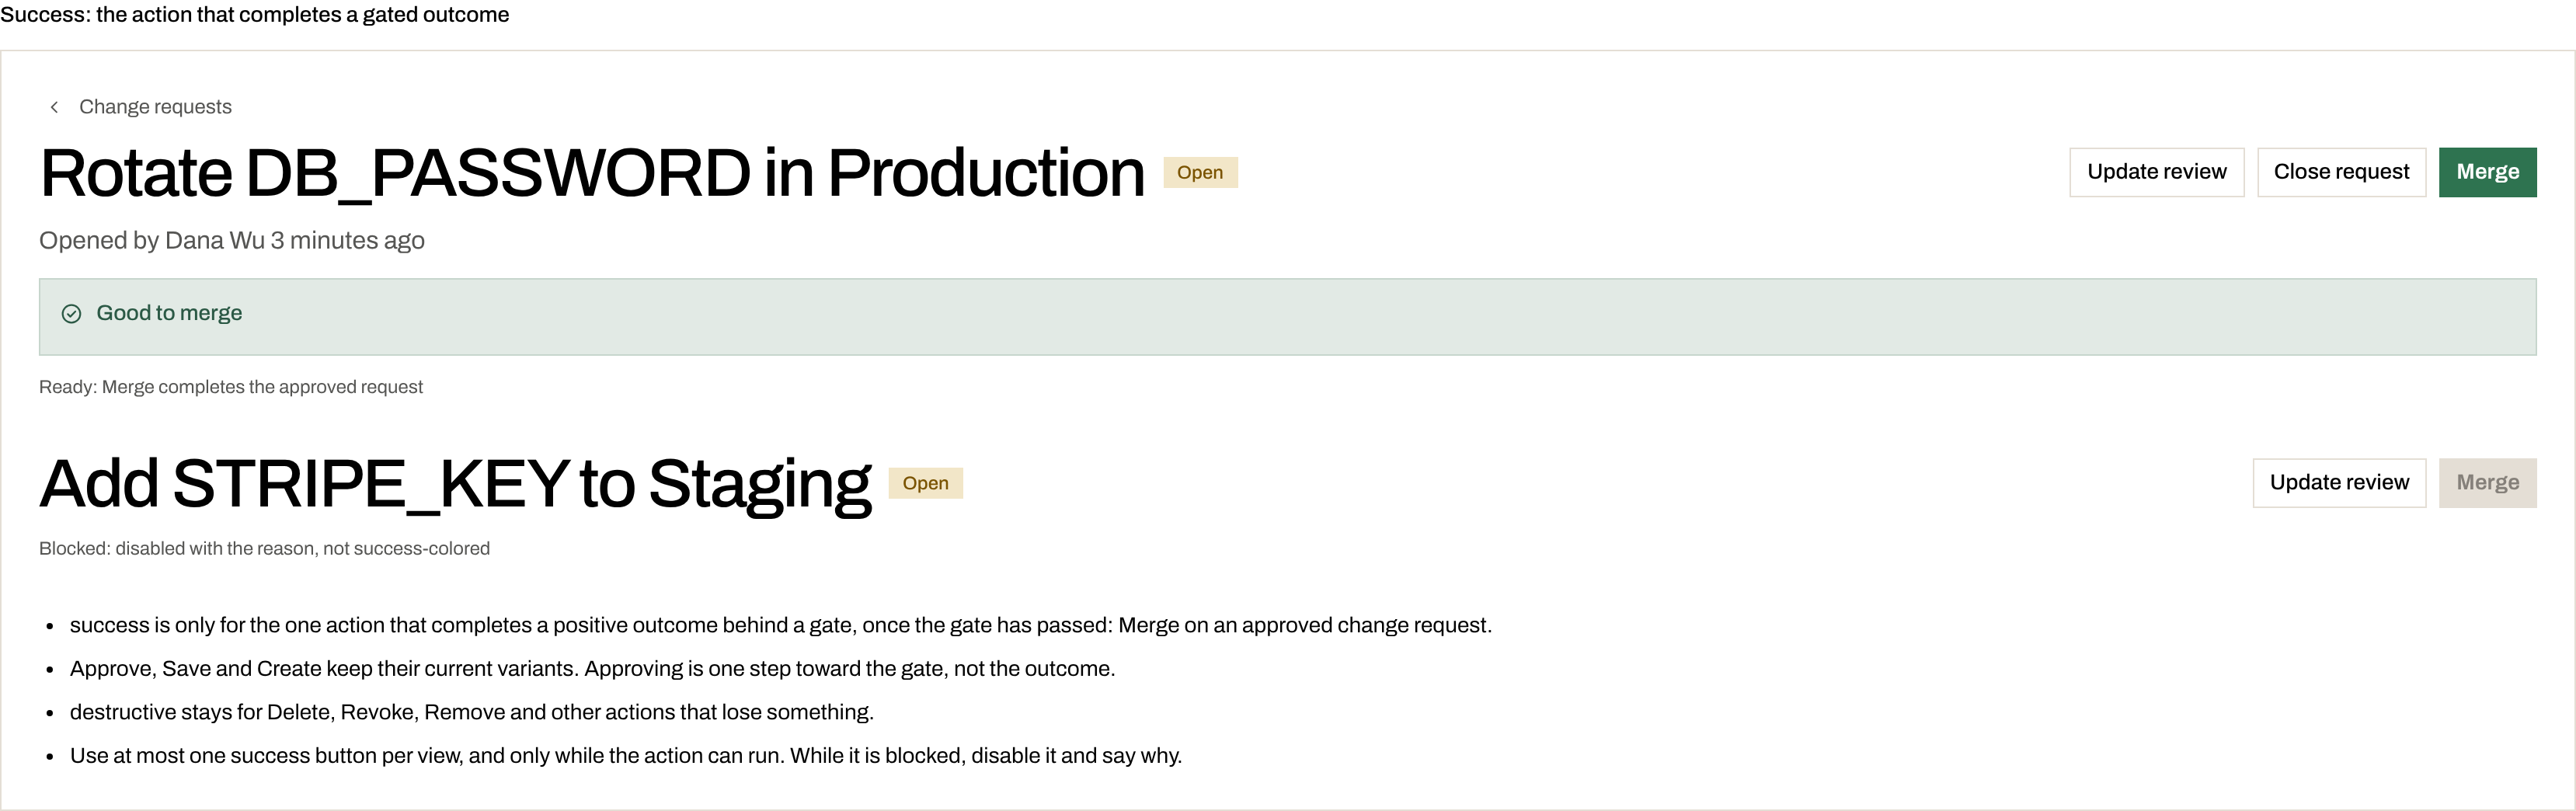 Success: the action that completes a gated outcome
Change requests
Rotate DB_PASSWORD in Production Open Update review Close request Merge
Opened by Dana Wu 3 minutes ago
Good to merge
Ready: Merge completes the approved request
Add STRIPE_KEY to Staging Open Update review Merge
Blocked: disabled with the reason, not success-colored
• success is only for the one action that completes a positive outcome behind a gate, once the gate has passed: Merge on an approved change request.
• Approve, Save and Create keep their current variants. Approving is one step toward the gate, not the outcome.
• destructive stays for Delete, Revoke, Remove and other actions that lose something.
• Use at most one success button per view, and only while the action can run. While it is blocked, disable it and say why.